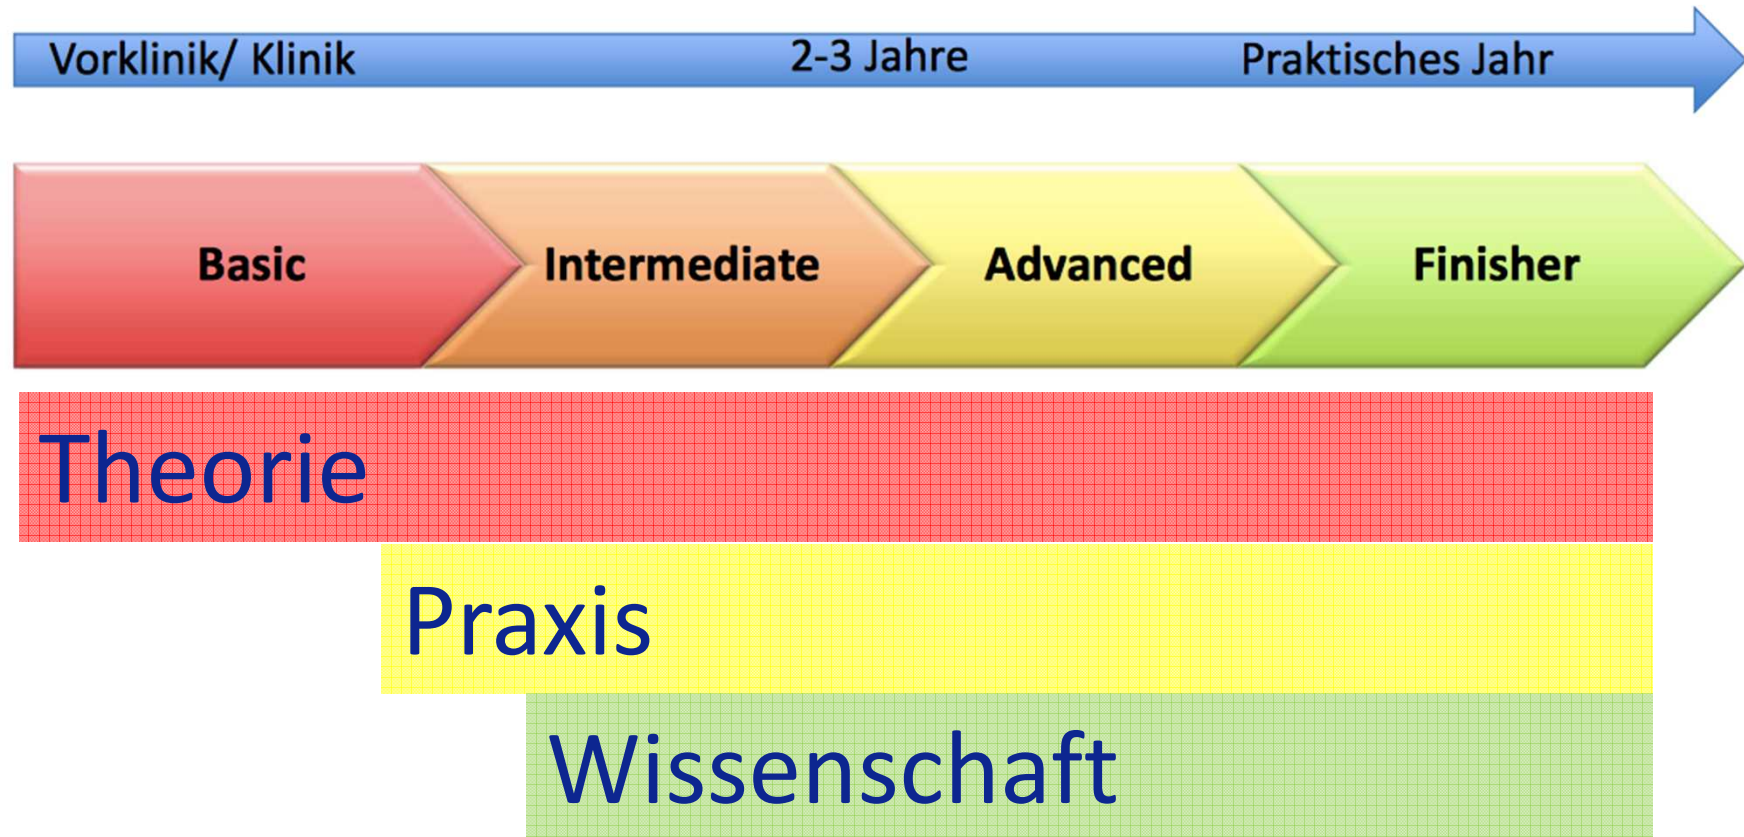 Vorklinik/ Klinik 2-3 Jahre Praktisches Jahr
Basic Intermediate Advanced Finisher
Theorie
Praxis
Wissenschaft